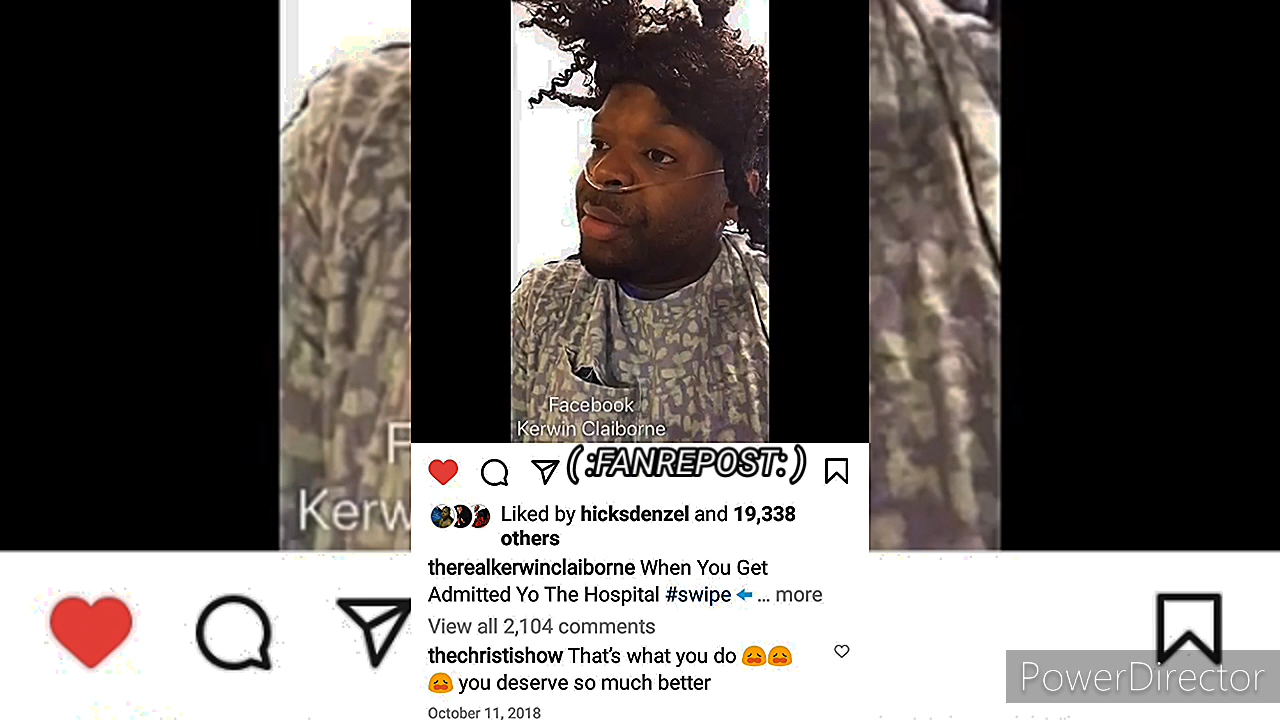 Facebook
Kerwin Claiborne
F
Kerw
(:FANREPOST:)
Liked by hicksdenzel and 19,338
others
therealkerwinclaiborne When You Get
Admitted Yo The Hospital #swipe ⬅ ... more
View all 2,104 comments
thechristishow That's what you do 😩😩
😩 you deserve so much better
October 11, 2018
PowerDirector